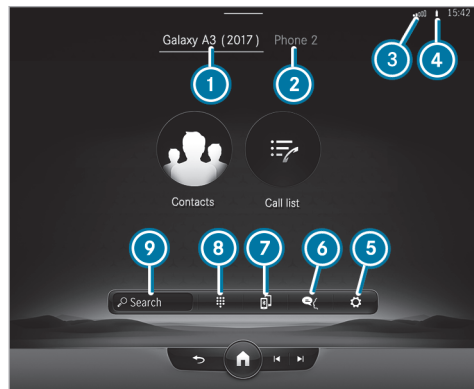 15:42
Galaxy A3 (2017) Phone 2
3 4
1 2
Contacts Call list
9 8 7 6 5
Search